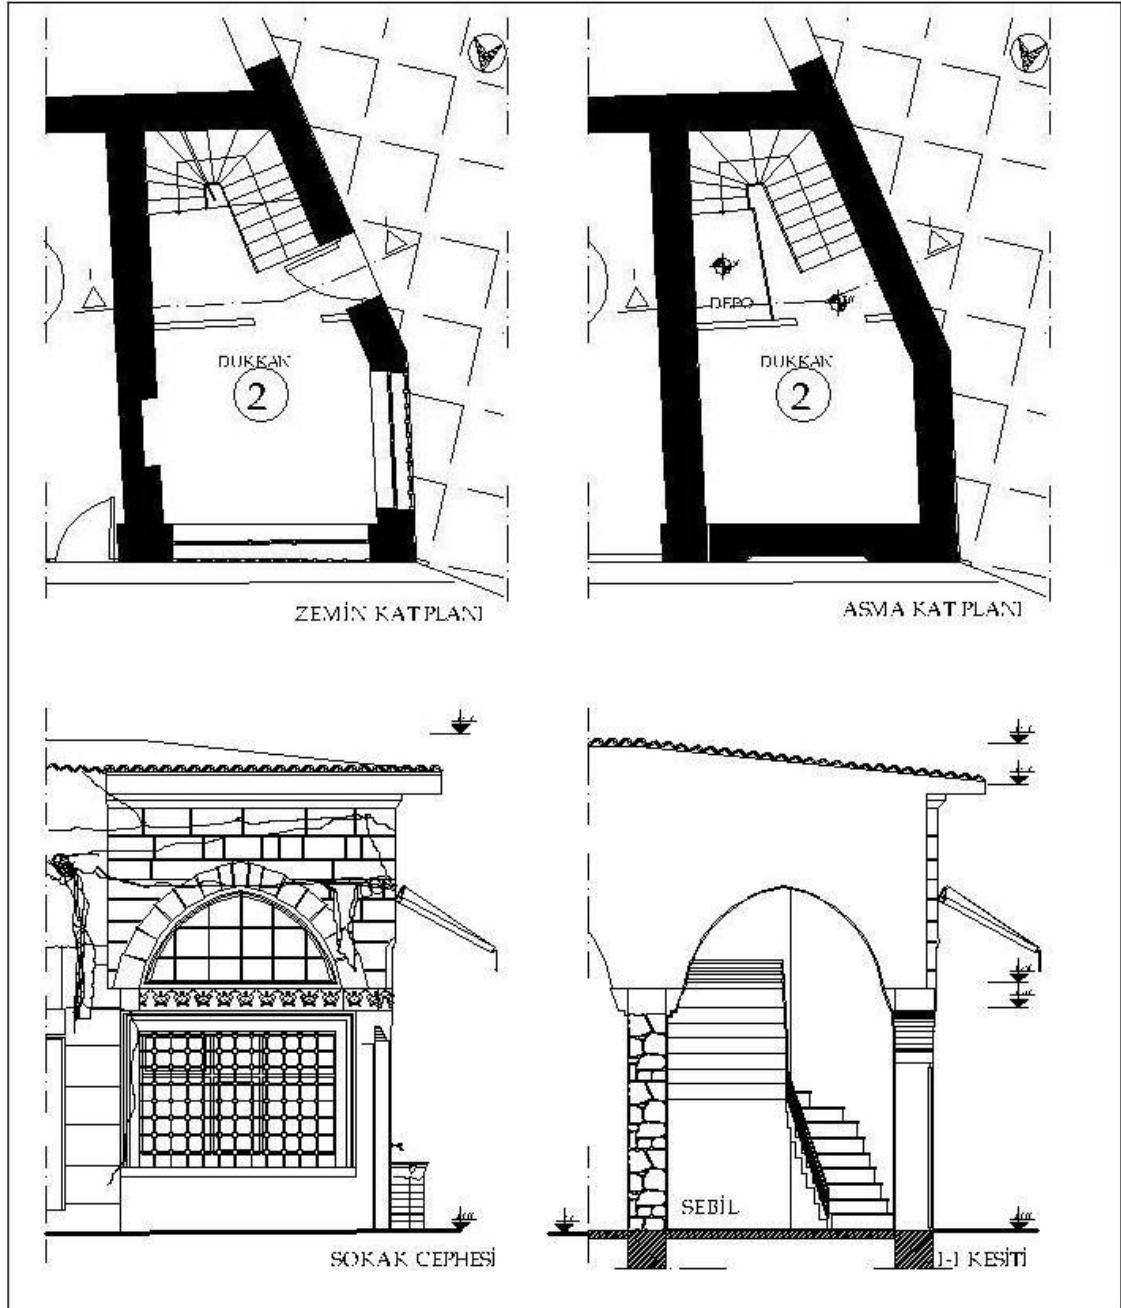 DUKKAN
2
ZEMİN KAT PLANI
DEPO
DUKKAN
2
ASMA KAT PLANI
SOKAK CEPHESİ
SEBİL
1-1 KESİTİ